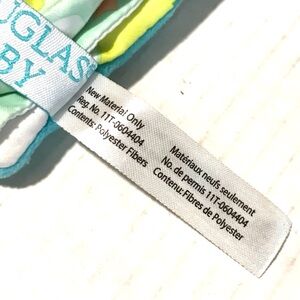 UGLAS
BY
New Material Only
Reg. No. 11T-0604404
Contents: Polyester Fibers
Matériaux neufs seulement
No. de permis 11T-0604404
Contenu: Fibres de Polyester